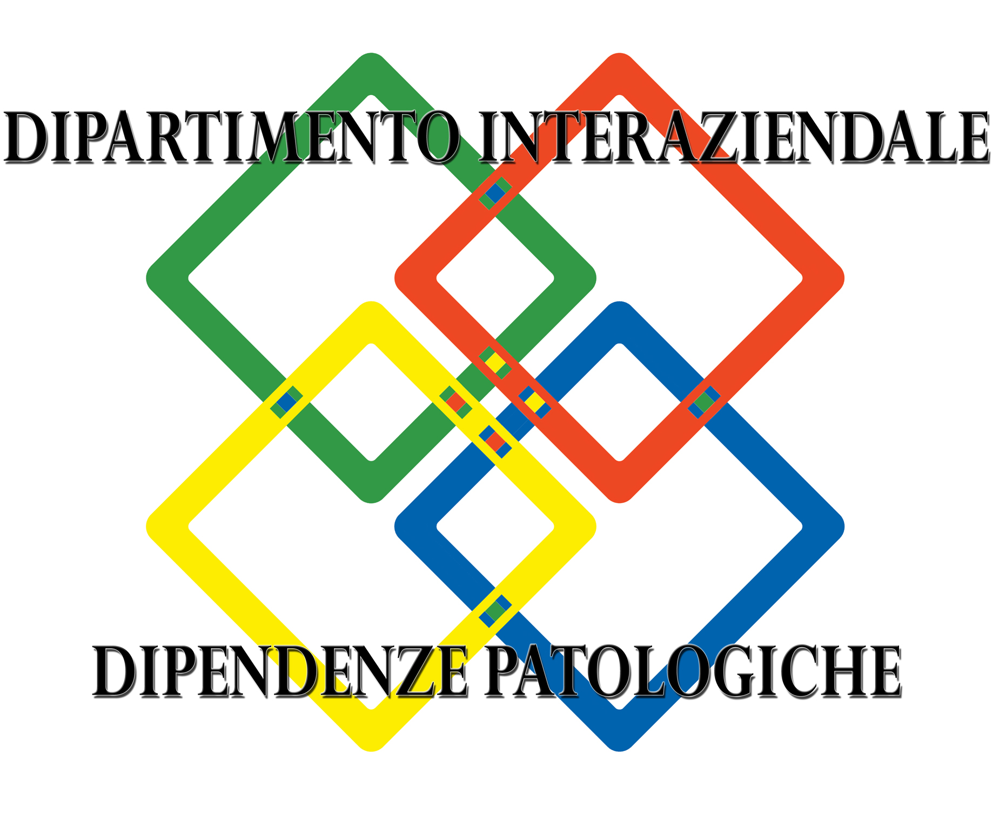 DIPARTIMENTO INTERAZIENDALE
DIPENDENZE PATOLOGICHE